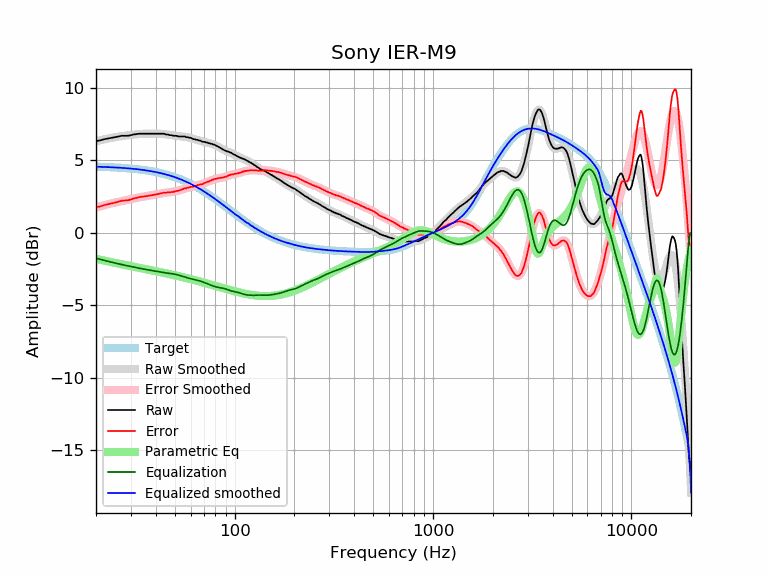 Sony IER-M9
10
5
0
−5
−10
−15
Amplitude (dBr)
Target
Raw Smoothed
Error Smoothed
Raw
Error
Parametric Eq
Equalization
Equalized smoothed
100
1000
10000
Frequency (Hz)